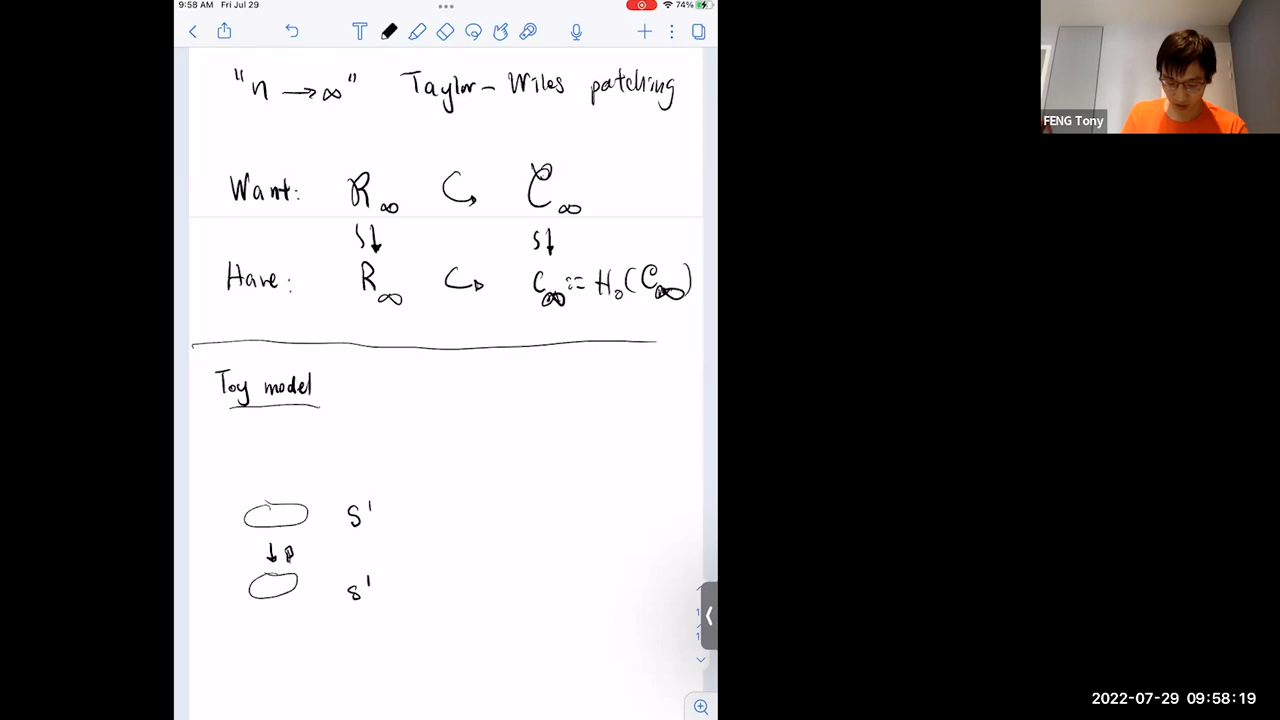 9:58 AM Fri Jul 29
74%
"n → ∞" Taylor-Wiles patching
FENG Tony
Want: R∞ ↪ C∞
Have: R∞ ↪ C∞ := H₀(C∞)
Toy model
S¹
↓ p
S¹
2022-07-29 09:58:19